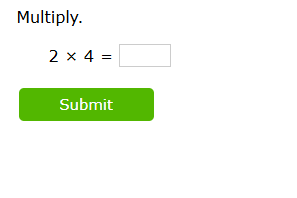 Multiply.
2 × 4 =
Submit